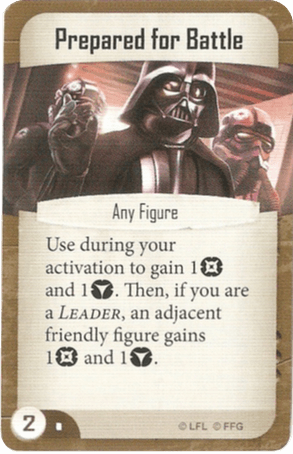 Prepared for Battle
Any Figure
Use during your
activation to gain 1
and 1. Then, if you are
a LEADER, an adjacent
friendly figure gains
1 and 1.
2
© LFL © FFG